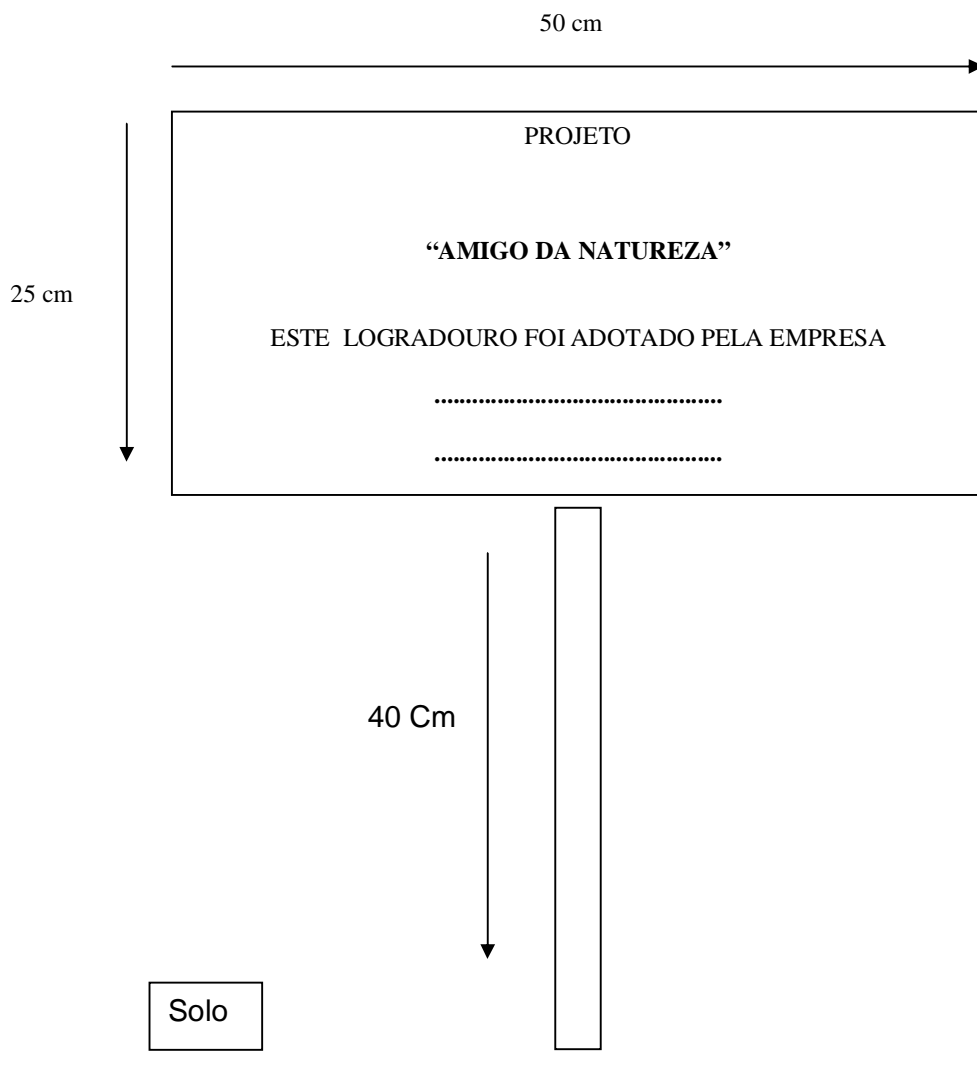 50 cm
PROJETO
“AMIGO DA NATUREZA”
25 cm
ESTE LOGRADOURO FOI ADOTADO PELA EMPRESA
..............................................
..............................................
40 Cm
Solo